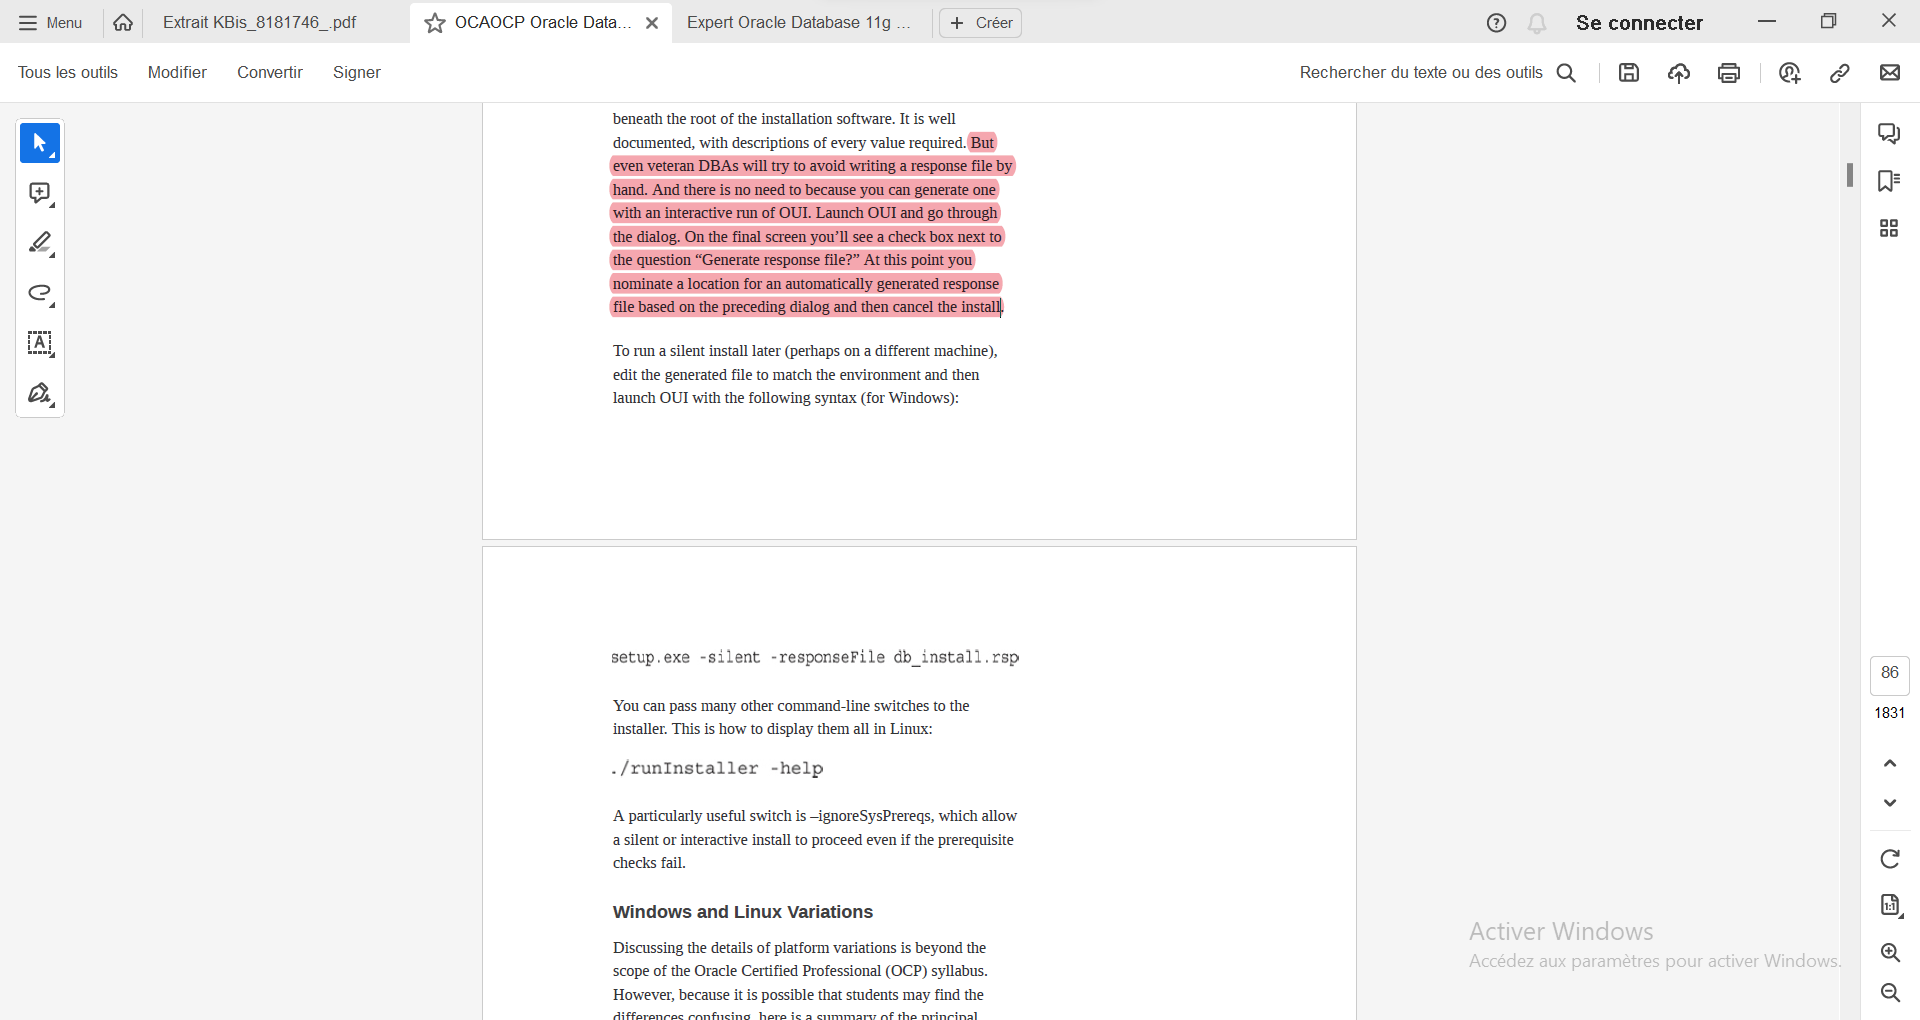 Menu
Extrait KBis_8181746_.pdf
OCAOCP Oracle Data...
Expert Oracle Database 11g ...
Créer
Se connecter
Tous les outils
Modifier
Convertir
Signer
Rechercher du texte ou des outils
beneath the root of the installation software. It is well
documented, with descriptions of every value required. But
even veteran DBAs will try to avoid writing a response file by
hand. And there is no need to because you can generate one
with an interactive run of OUI. Launch OUI and go through
the dialog. On the final screen you’ll see a check box next to
the question “Generate response file?” At this point you
nominate a location for an automatically generated response
file based on the preceding dialog and then cancel the install.
To run a silent install later (perhaps on a different machine),
edit the generated file to match the environment and then
launch OUI with the following syntax (for Windows):
setup.exe -silent -responseFile db_install.rsp
You can pass many other command-line switches to the
installer. This is how to display them all in Linux:
./runInstaller -help
A particularly useful switch is –ignoreSysPrereqs, which allow
a silent or interactive install to proceed even if the prerequisite
checks fail.
Windows and Linux Variations
Discussing the details of platform variations is beyond the
scope of the Oracle Certified Professional (OCP) syllabus.
However, because it is possible that students may find the
differences confusing, here is a summary of the principal
86
1831
1:1
Activer Windows
Accédez aux paramètres pour activer Windows.